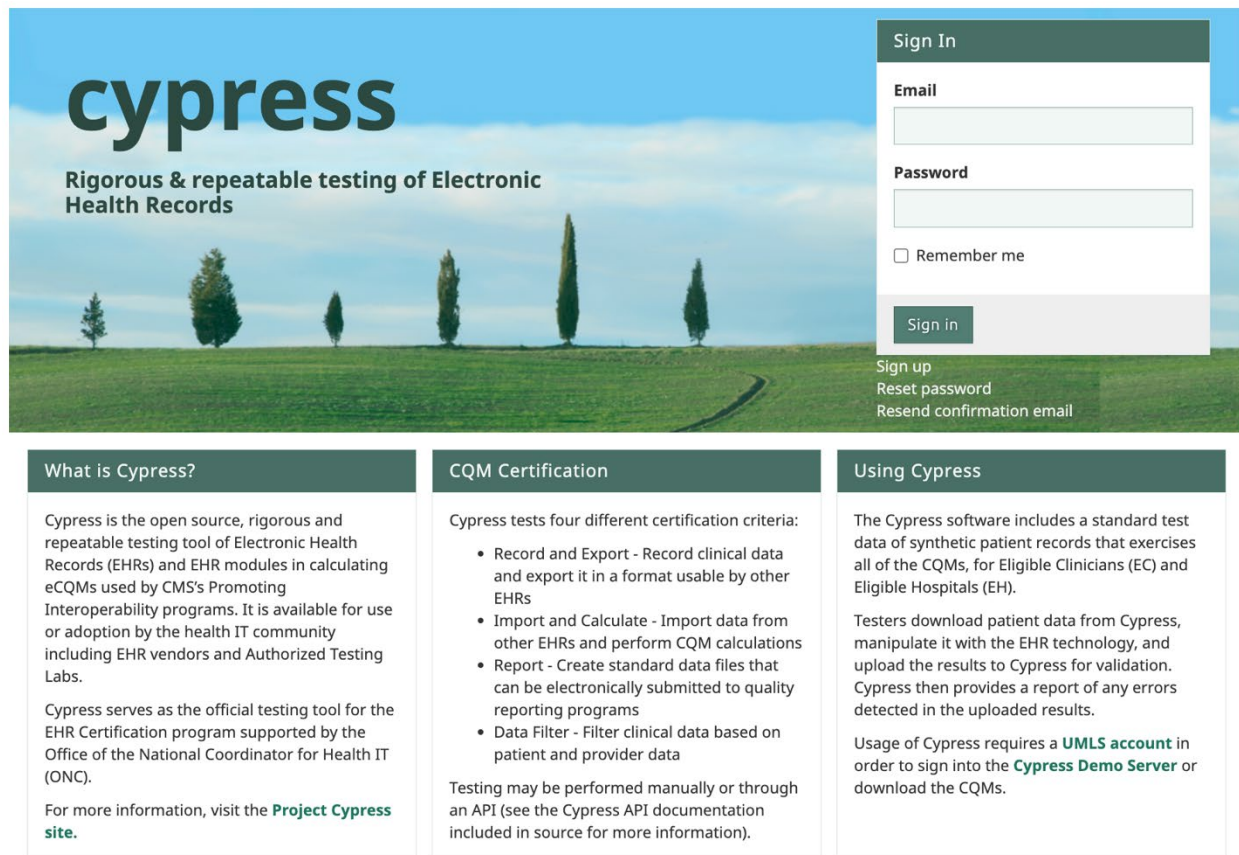 cypress
Rigorous & repeatable testing of Electronic
Health Records
Sign In
Email
Password
Remember me
Sign in
Sign up
Reset password
Resend confirmation email
What is Cypress?
Cypress is the open source, rigorous and
repeatable testing tool of Electronic Health
Records (EHRs) and EHR modules in calculating
eCQMs used by CMS's Promoting
Interoperability programs. It is available for use
or adoption by the health IT community
including EHR vendors and Authorized Testing
Labs.
Cypress serves as the official testing tool for the
EHR Certification program supported by the
Office of the National Coordinator for Health IT
(ONC).
For more information, visit the Project Cypress
site.
CQM Certification
Cypress tests four different certification criteria:
• Record and Export - Record clinical data
and export it in a format usable by other
EHRs
• Import and Calculate - Import data from
other EHRs and perform CQM calculations
• Report - Create standard data files that
can be electronically submitted to quality
reporting programs
• Data Filter - Filter clinical data based on
patient and provider data
Testing may be performed manually or through
an API (see the Cypress API documentation
included in source for more information).
Using Cypress
The Cypress software includes a standard test
data of synthetic patient records that exercises
all of the CQMs, for Eligible Clinicians (EC) and
Eligible Hospitals (EH).
Testers download patient data from Cypress,
manipulate it with the EHR technology, and
upload the results to Cypress for validation.
Cypress then provides a report of any errors
detected in the uploaded results.
Usage of Cypress requires a UMLS account in
order to sign into the Cypress Demo Server or
download the CQMs.